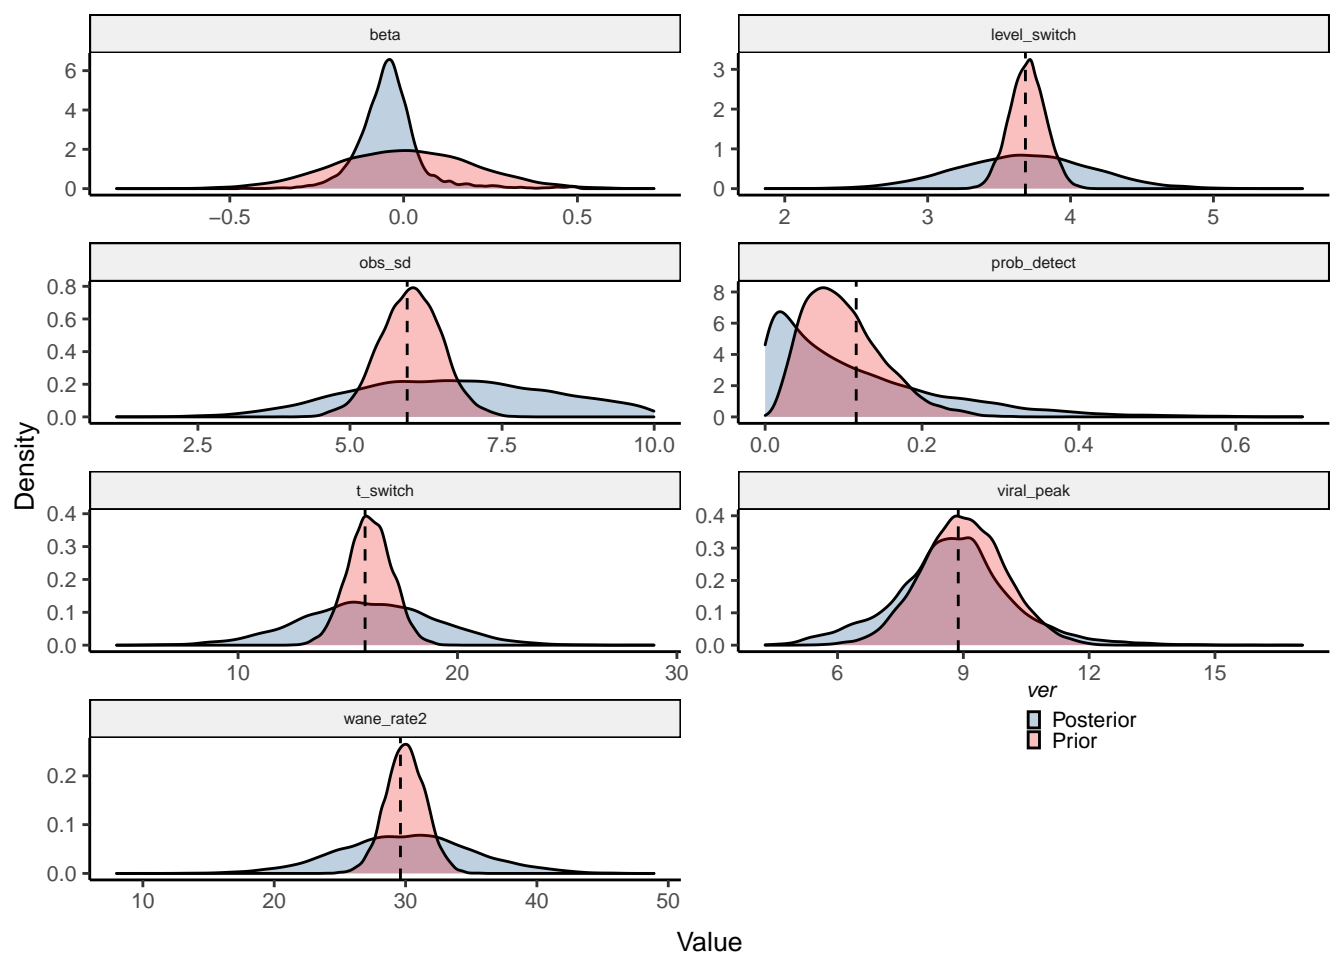 beta
6
4
2
0
−0.5 0.0 0.5
level_switch
3
2
1
0
2 3 4 5
obs_sd
0.8
0.6
0.4
0.2
0.0
2.5 5.0 7.5 10.0
prob_detect
8
6
4
2
0
0.0 0.2 0.4 0.6
Density
t_switch
0.4
0.3
0.2
0.1
0.0
10 20 30
viral_peak
0.4
0.3
0.2
0.1
0.0
6 9 12 15
wane_rate2
0.2
0.1
0.0
10 20 30 40 50
ver
Posterior
Prior
Value